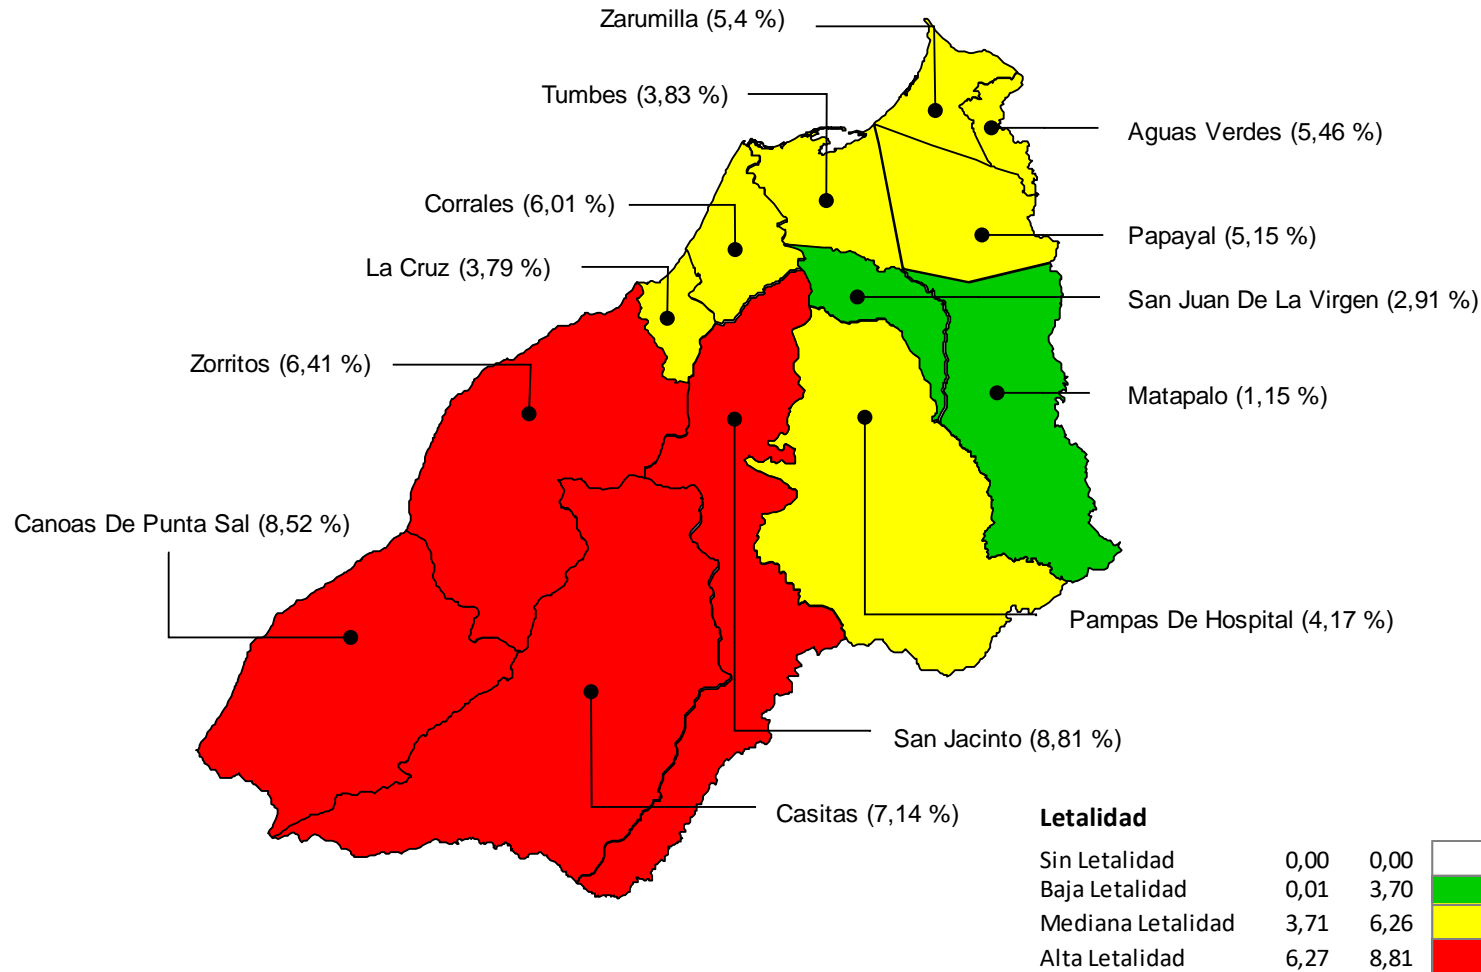 Zarumilla (5,4 %)
Tumbes (3,83 %)
Aguas Verdes (5,46 %)
Corrales (6,01 %)
Papayal (5,15 %)
La Cruz (3,79 %)
San Juan De La Virgen (2,91 %)
Zorritos (6,41 %)
Matapalo (1,15 %)
Canoas De Punta Sal (8,52 %)
Pampas De Hospital (4,17 %)
San Jacinto (8,81 %)
Casitas (7,14 %)
Letalidad
Sin Letalidad 0,00 0,00
Baja Letalidad 0,01 3,70
Mediana Letalidad 3,71 6,26
Alta Letalidad 6,27 8,81